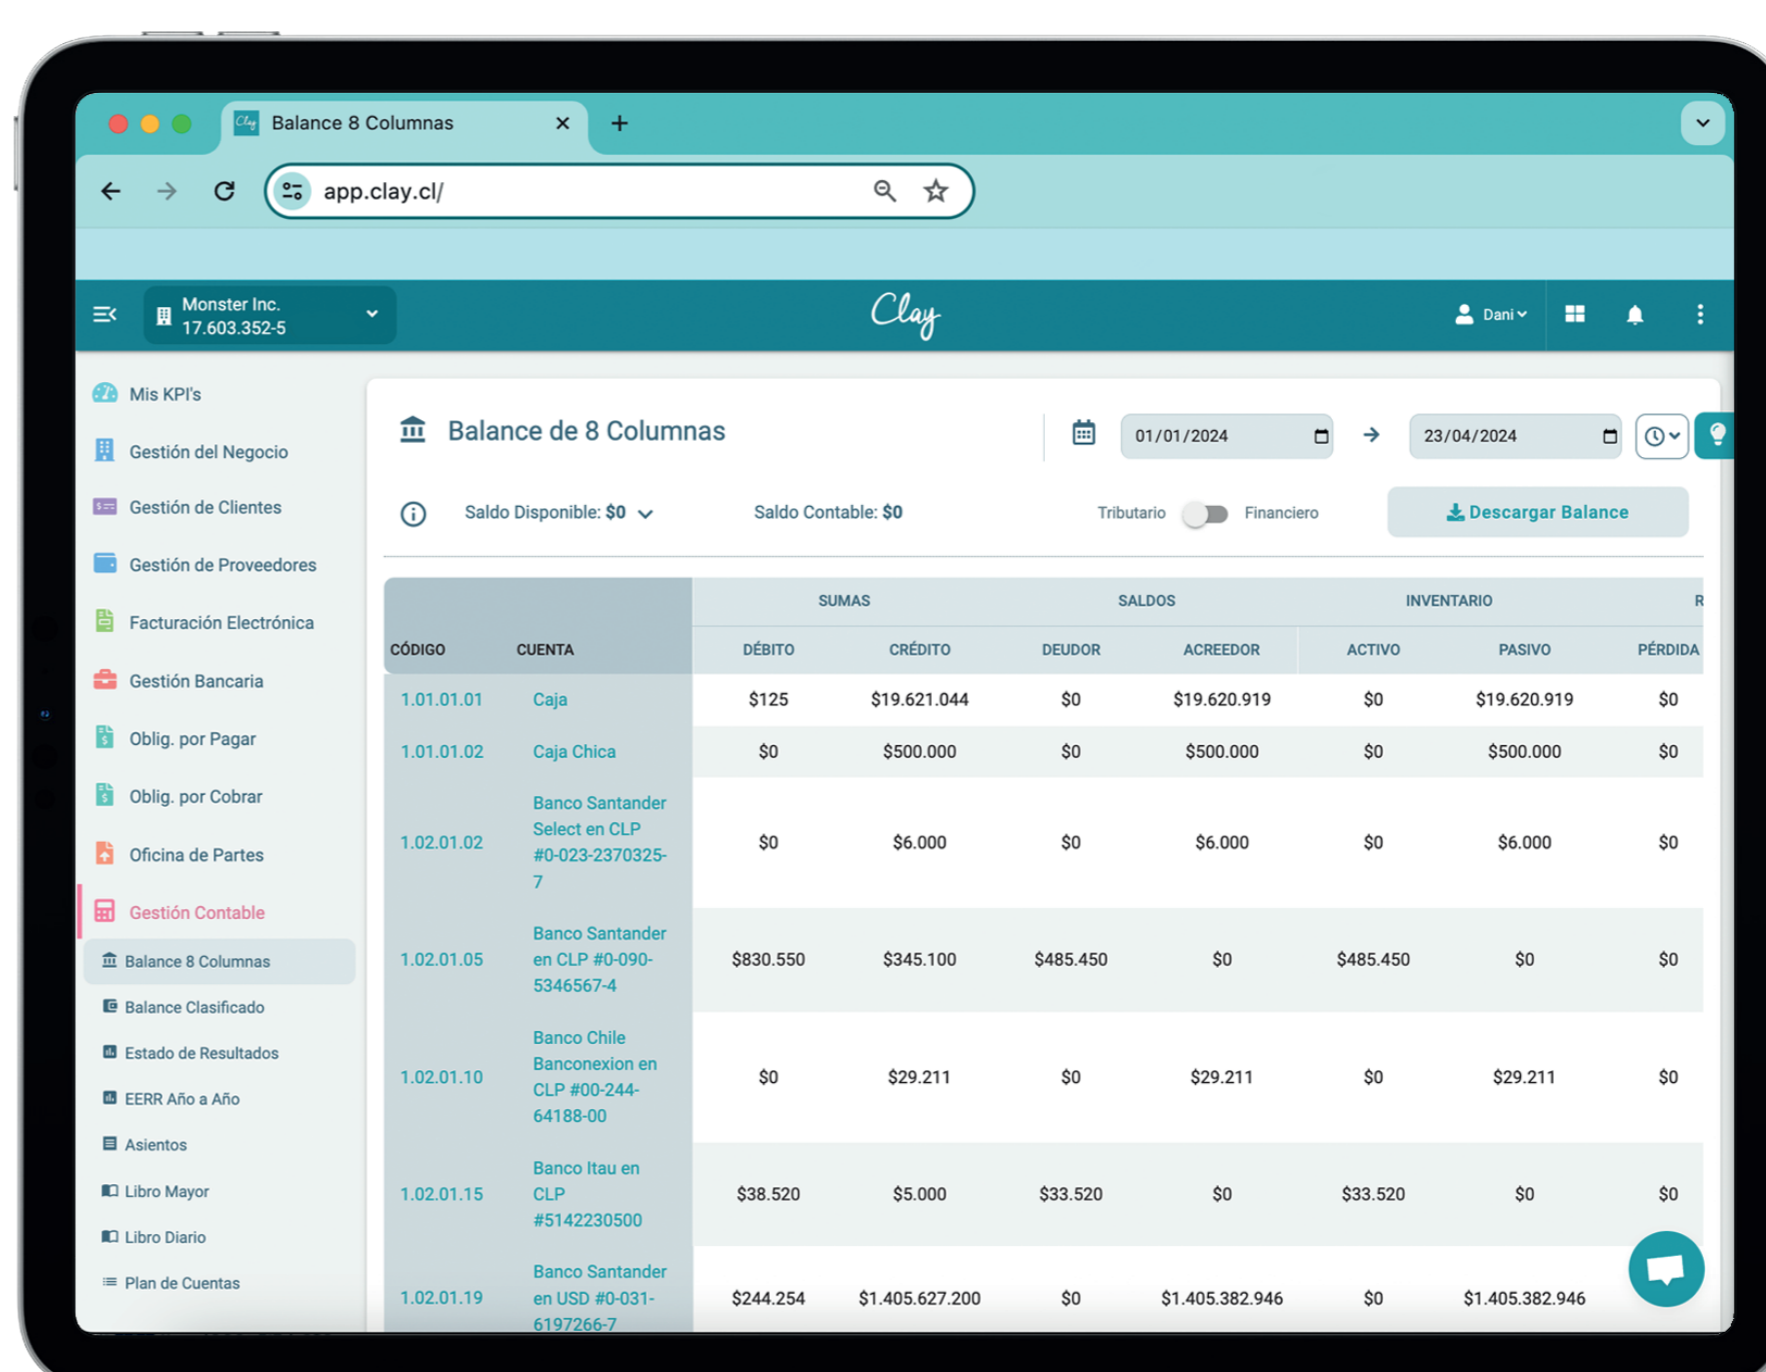 Clay Balance 8 Columnas
app.clay.cl/
Monster Inc.
17.603.352-5
Clay
Dani
Mis KPI's
Gestión del Negocio
Gestión de Clientes
Gestión de Proveedores
Facturación Electrónica
Gestión Bancaria
Oblig. por Pagar
Oblig. por Cobrar
Oficina de Partes
Gestión Contable
Balance 8 Columnas
Balance Clasificado
Estado de Resultados
EERR Año a Año
Asientos
Libro Mayor
Libro Diario
Plan de Cuentas
Balance de 8 Columnas
01/01/2024
23/04/2024
Saldo Disponible: $0
Saldo Contable: $0
Tributario
Financiero
Descargar Balance
SUMAS SALDOS INVENTARIO R
CÓDIGO CUENTA DÉBITO CRÉDITO DEUDOR ACREEDOR ACTIVO PASIVO PÉRDIDA
1.01.01.01 Caja $125 $19.621.044 $0 $19.620.919 $0 $19.620.919 $0
1.01.01.02 Caja Chica $0 $500.000 $0 $500.000 $0 $500.000 $0
Banco Santander
Select en CLP
1.02.01.02 #0-023-2370325- $0 $6.000 $0 $6.000 $0 $6.000 $0
7
Banco Santander
1.02.01.05 en CLP #0-090- $830.550 $345.100 $485.450 $0 $485.450 $0 $0
5346567-4
Banco Chile
Banconexion en
1.02.01.10 CLP #00-244- $0 $29.211 $0 $29.211 $0 $29.211 $0
64188-00
Banco Itau en
1.02.01.15 CLP $38.520 $5.000 $33.520 $0 $33.520 $0 $0
#5142230500
Banco Santander
1.02.01.19 en USD #0-031- $244.254 $1.405.627.200 $0 $1.405.382.946 $0 $1.405.382.946
6197266-7